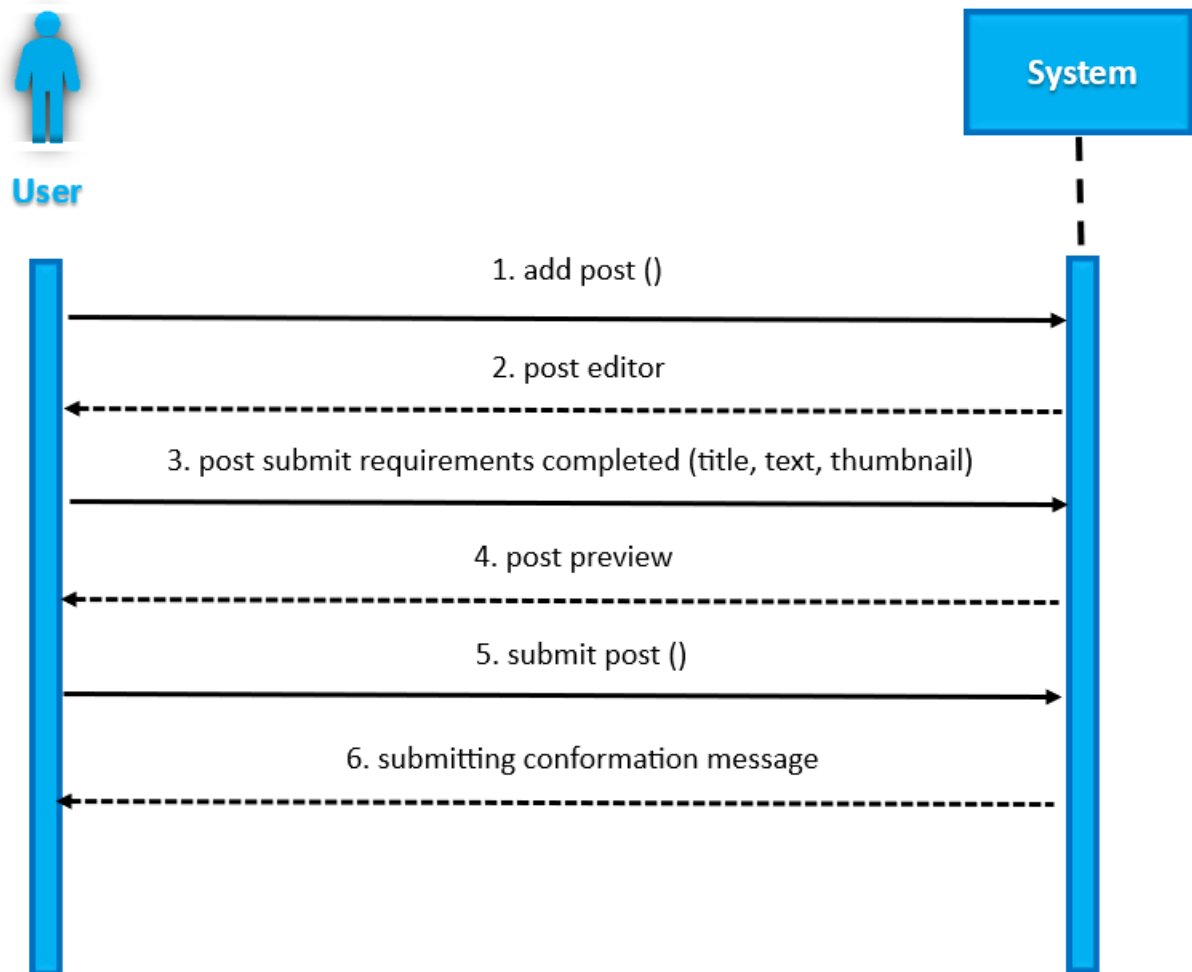 System
User
1. add post ()
2. post editor
3. post submit requirements completed (title, text, thumbnail)
4. post preview
5. submit post ()
6. submitting conformation message